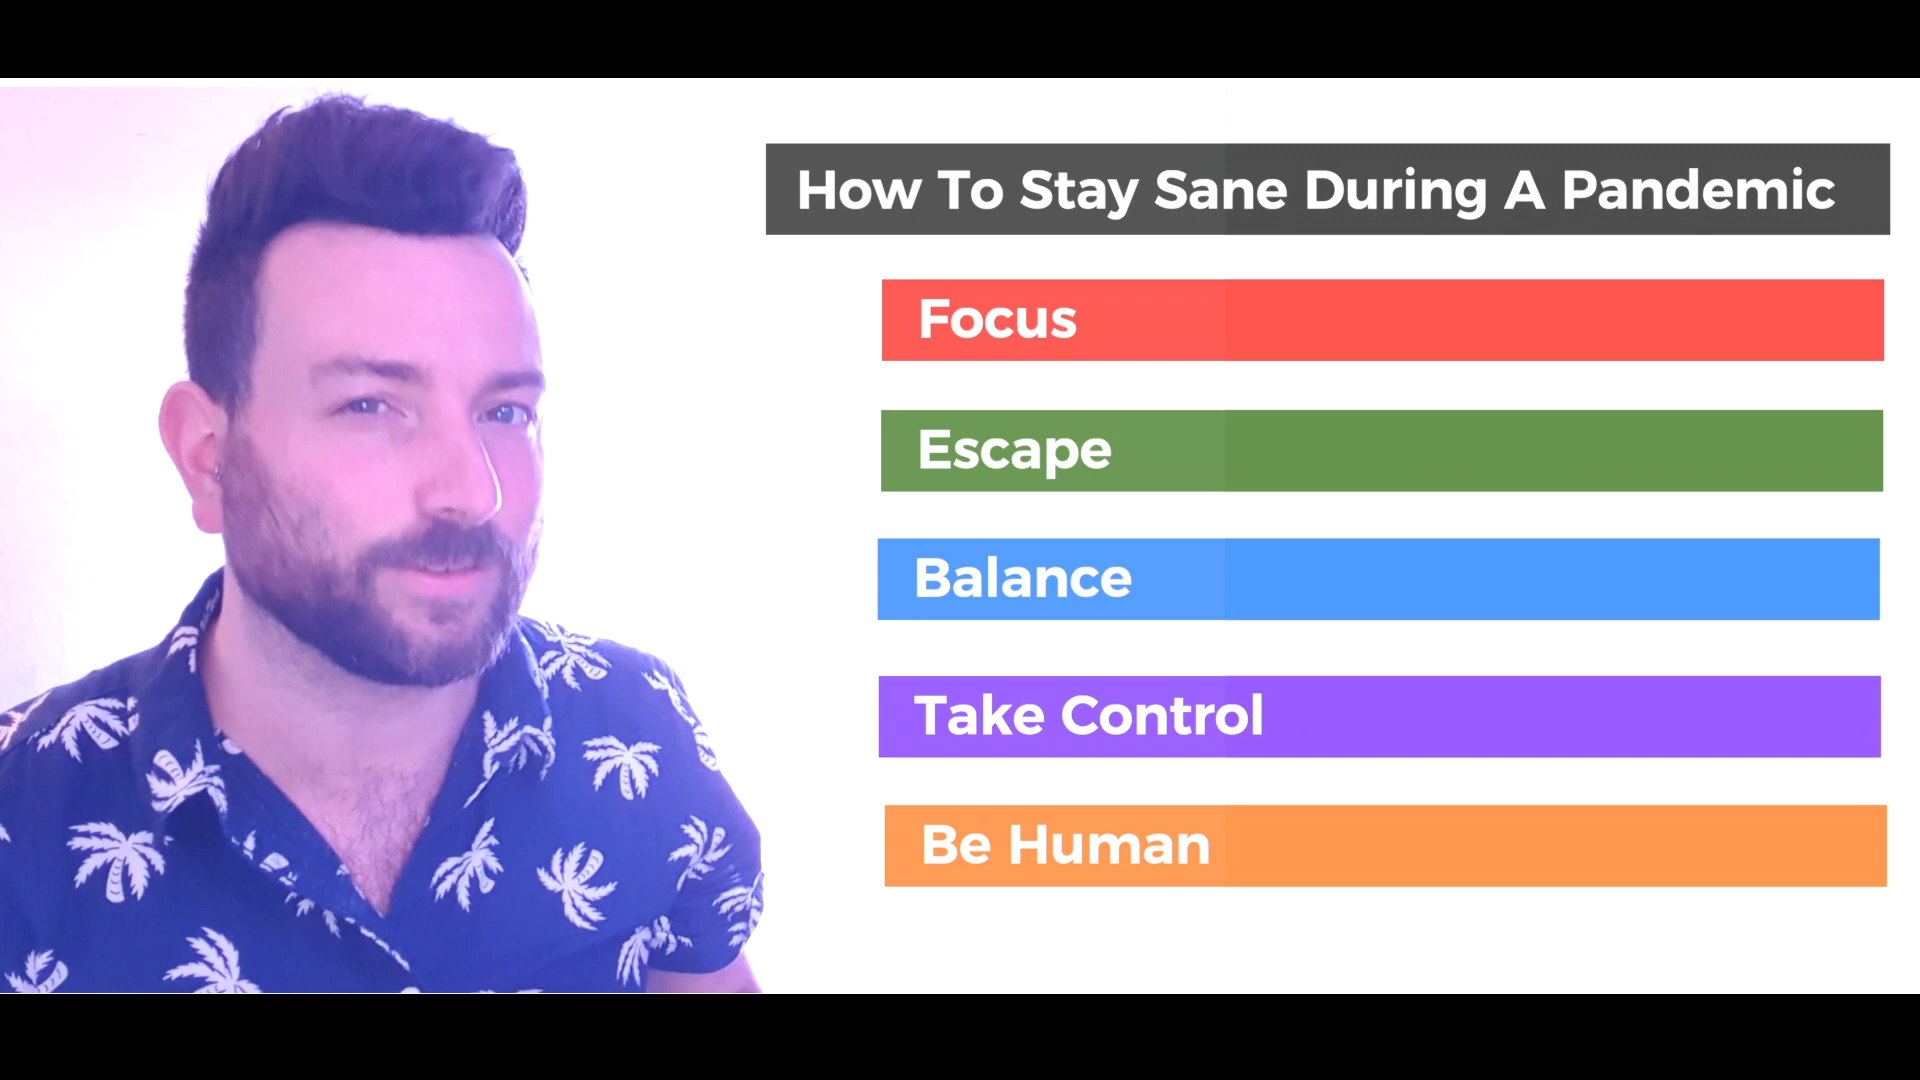 How To Stay Sane During A Pandemic
Focus
Escape
Balance
Take Control
Be Human